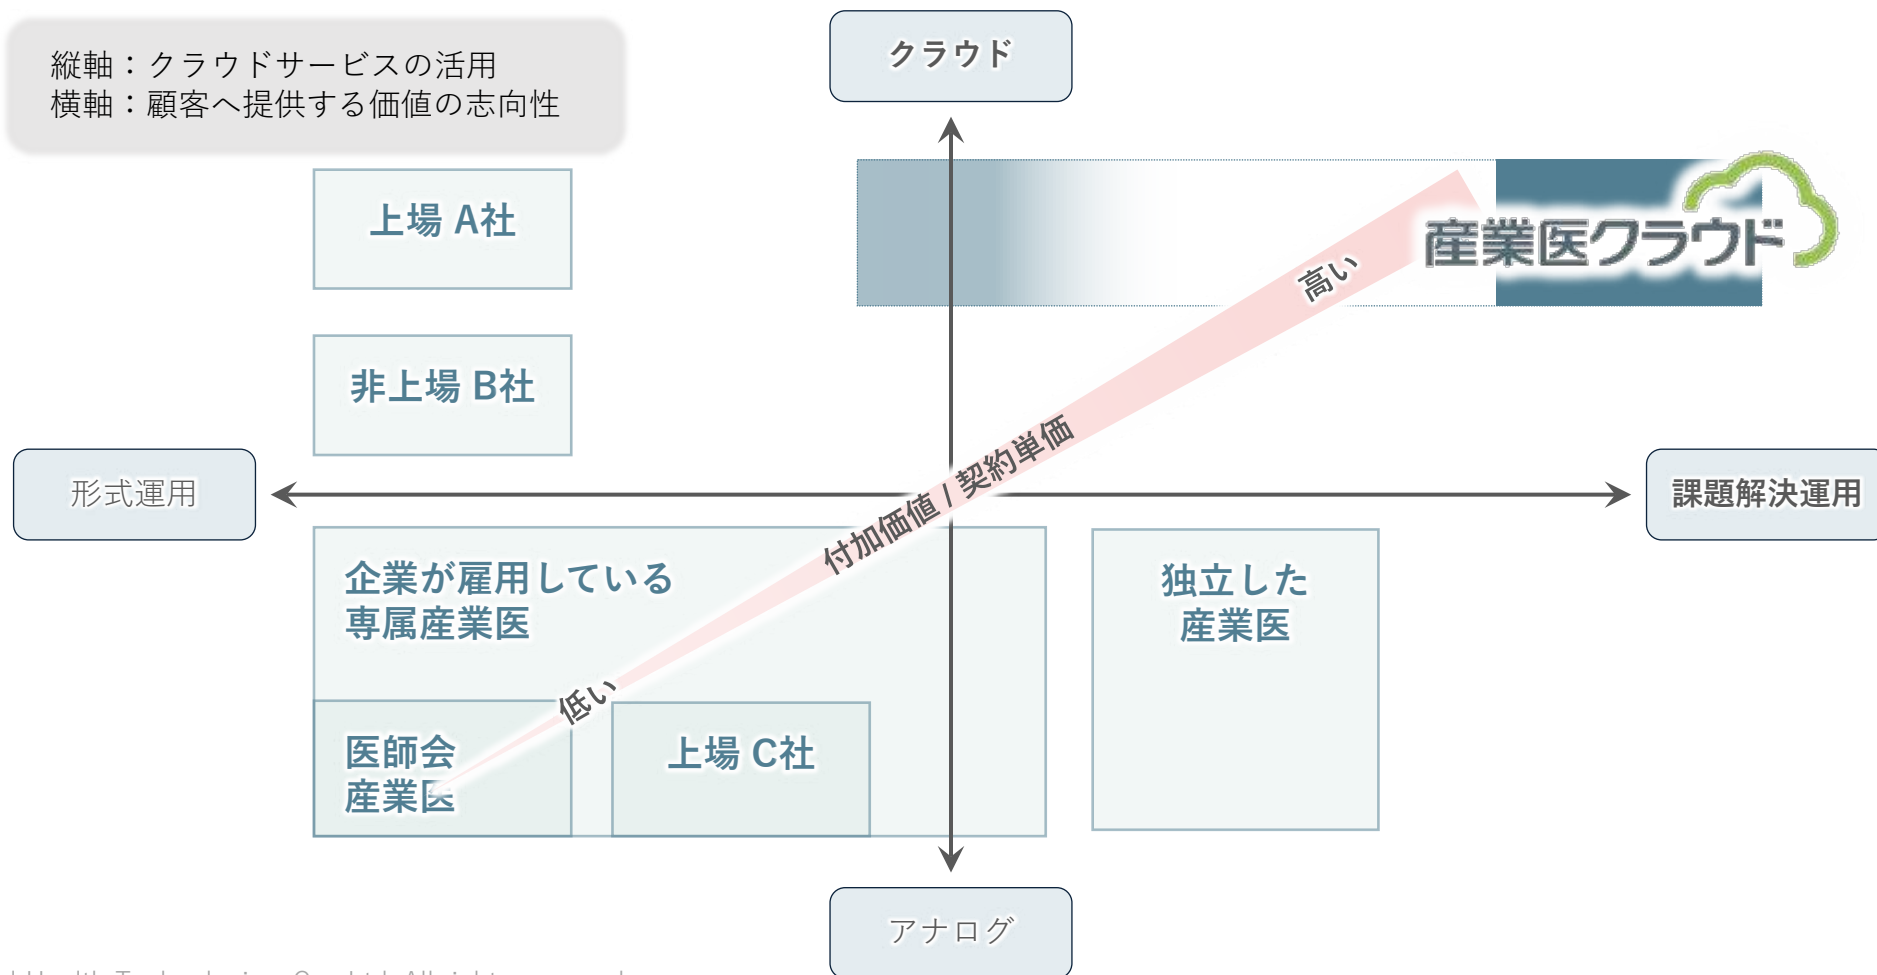 縦軸：クラウドサービスの活用
横軸：顧客へ提供する価値の志向性
クラウド
上場 A社
産業医クラウド
高い
非上場 B社
付加価値 / 契約単価
形式運用
課題解決運用
企業が雇用している
専属産業医
独立した
産業医
低い
医師会
産業医
上場 C社
アナログ